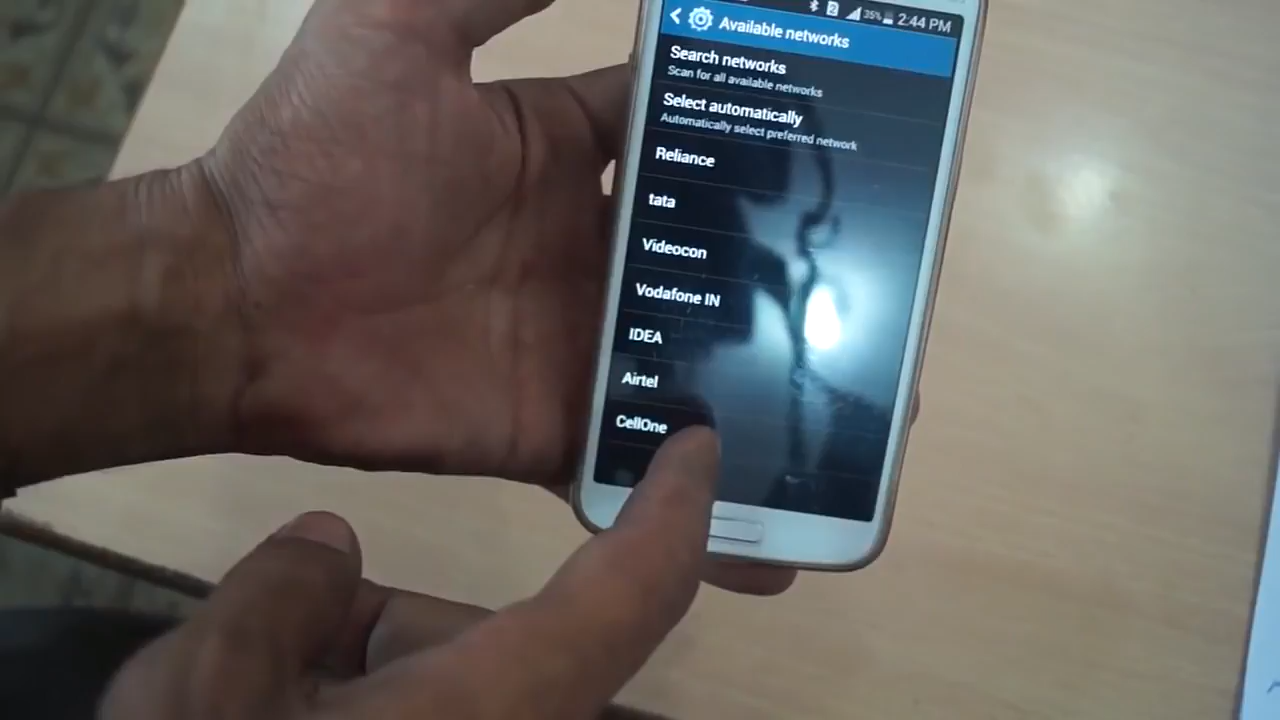 35% 2:44 PM
Available networks
Search networks
Scan for all available networks
Select automatically
Automatically select preferred network
Reliance
tata
Videocon
Vodafone IN
IDEA
Airtel
CellOne